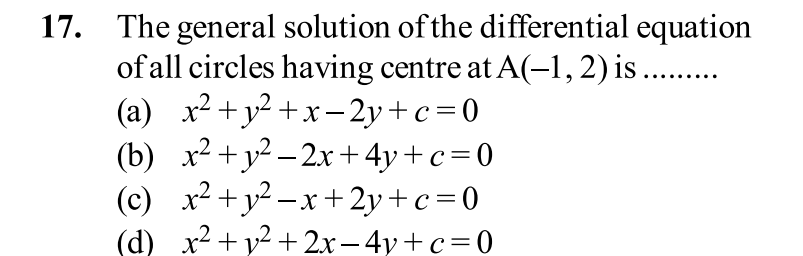 17. The general solution of the differential equation
of all circles having centre at A(–1, 2) is .........
(a) x² + y² + x – 2y + c = 0
(b) x² + y² – 2x + 4y + c = 0
(c) x² + y² – x + 2y + c = 0
(d) x² + y² + 2x – 4y + c = 0